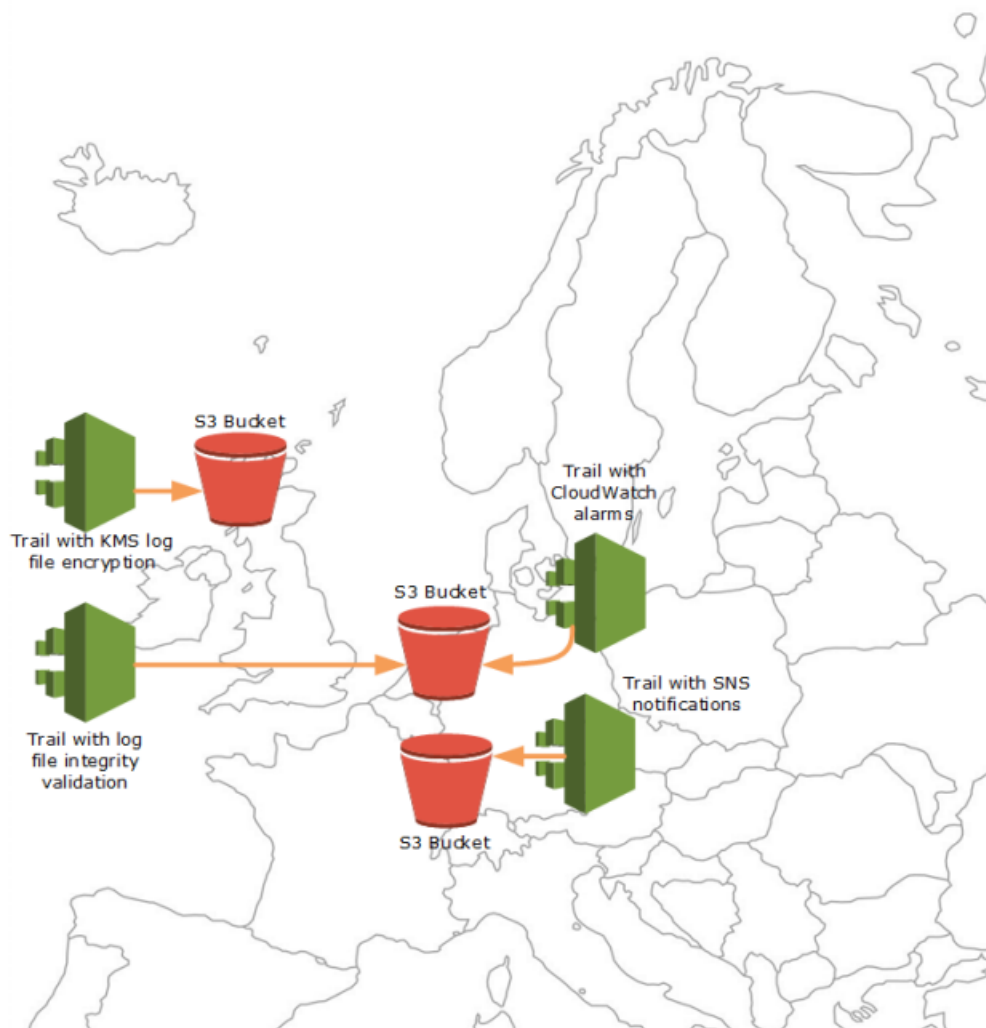 S3 Bucket
Trail with KMS log
file encryption
Trail with
CloudWatch
alarms
S3 Bucket
Trail with log
file integrity
validation
Trail with SNS
notifications
S3 Bucket